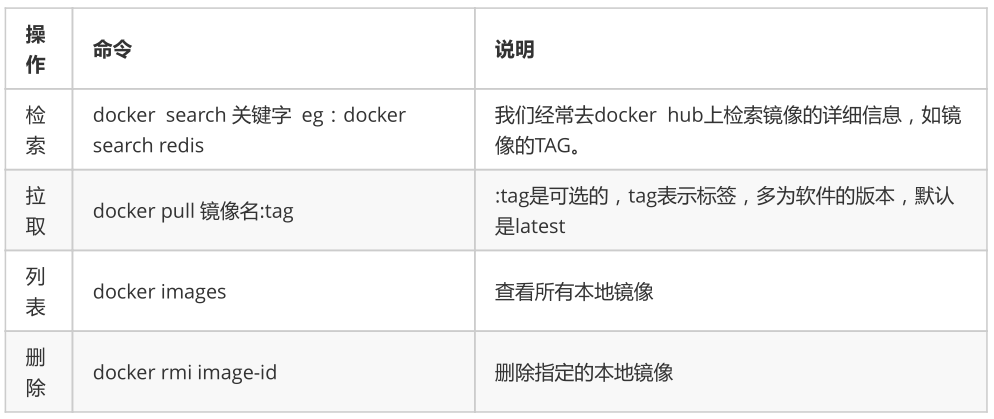 操作 命令 说明
检索 docker search 关键字 eg：docker search redis 我们经常去docker hub上检索镜像的详细信息，如镜像的TAG。
拉取 docker pull 镜像名:tag :tag是可选的，tag表示标签，多为软件的版本，默认是latest
列表 docker images 查看所有本地镜像
删除 docker rmi image-id 删除指定的本地镜像